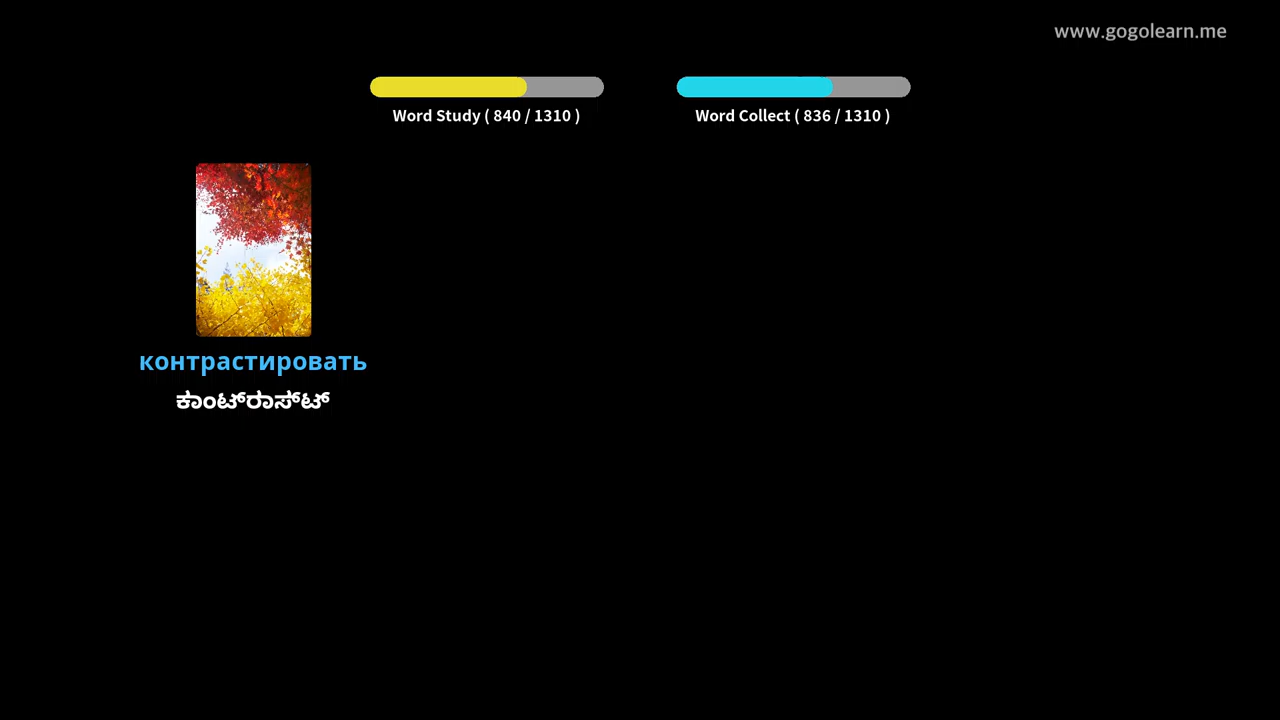 www.gogolearn.me
Word Study ( 840 / 1310 )
Word Collect ( 836 / 1310 )
контрастировать
ಕಾಂಟ್‌ರಾಸ್ಟ್